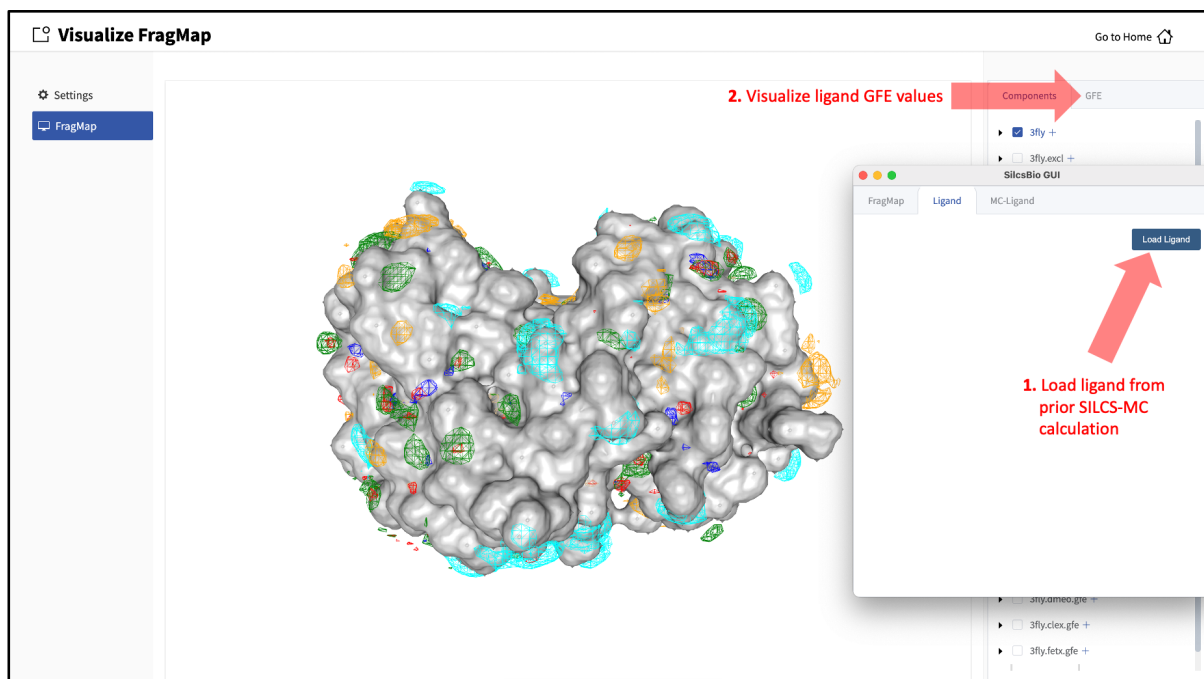 Visualize FragMap
Go to Home
Settings
FragMap
2. Visualize ligand GFE values
Components GFE
3fly +
3fly.excl +
SilcsBio GUI
FragMap Ligand MC-Ligand
Load Ligand
1. Load ligand from
prior SILCS-MC
calculation
3fly.dmeo.gfe +
3fly.clex.gfe +
3fly.fetx.gfe +